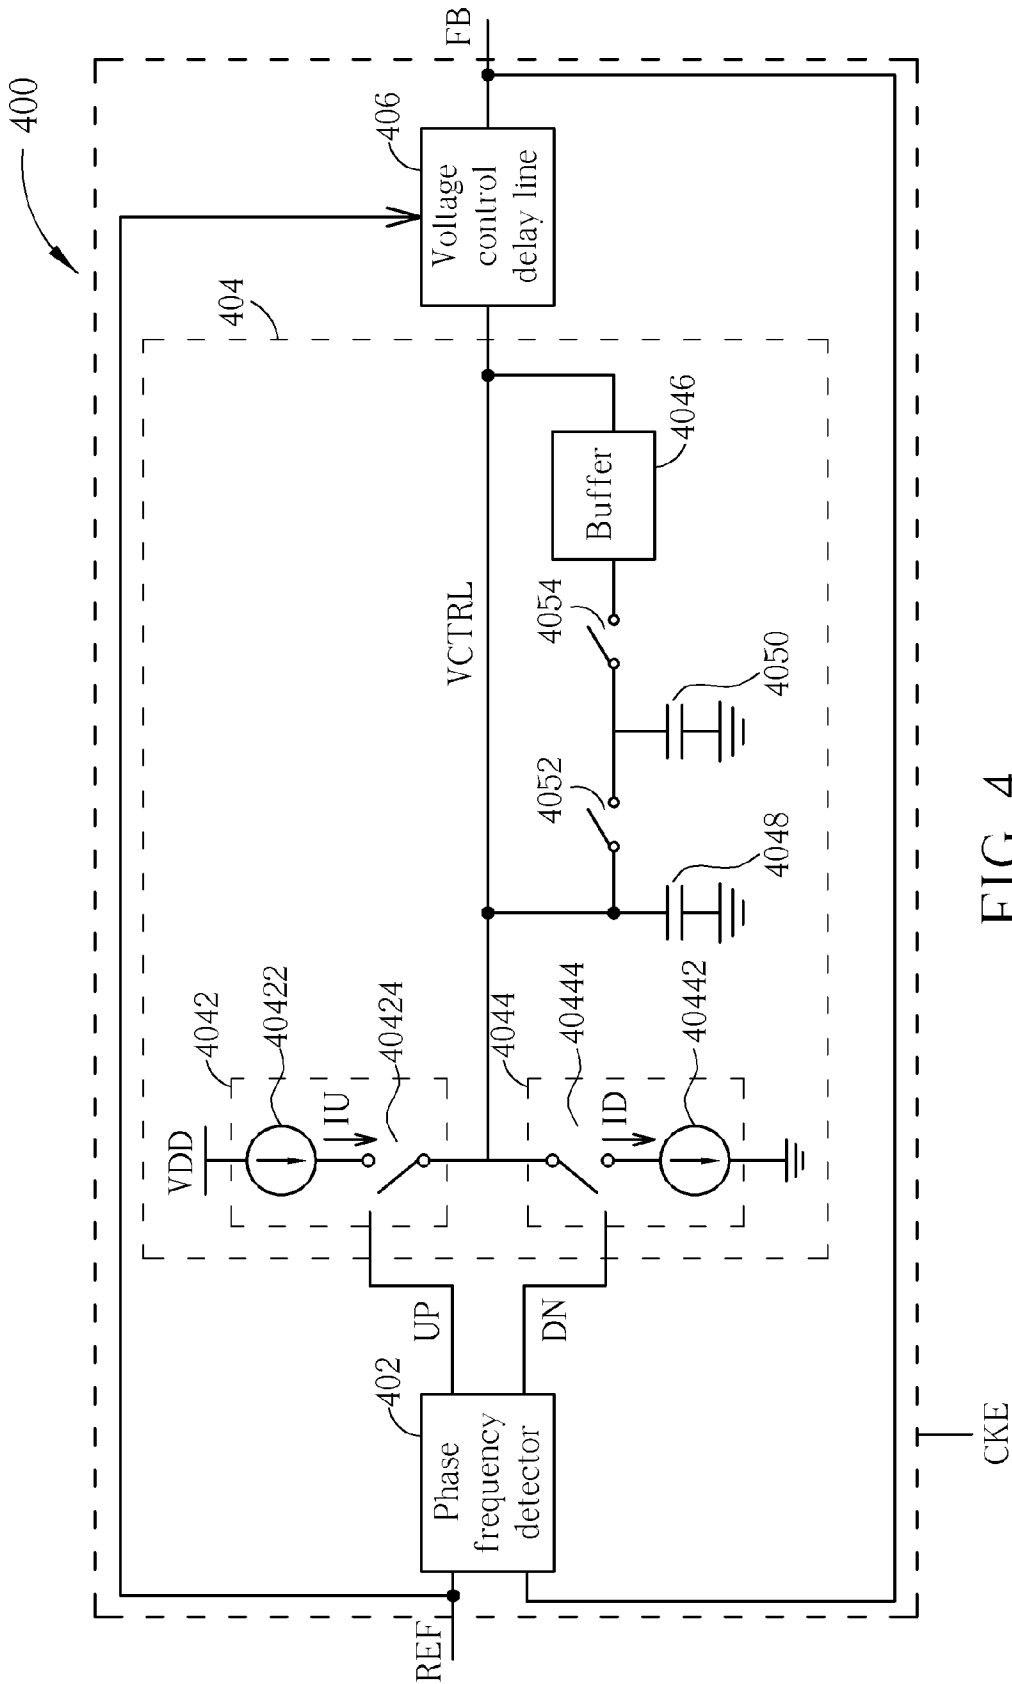 400
REF
402
Phase
frequency
detector
UP
DN
404
VDD
4042
40422
IU
40424
4044
40444
ID
40442
VCTRL
4048
4052
4050
4054
Buffer
4046
406
Voltage
control
delay line
FB
CKE
FIG. 4